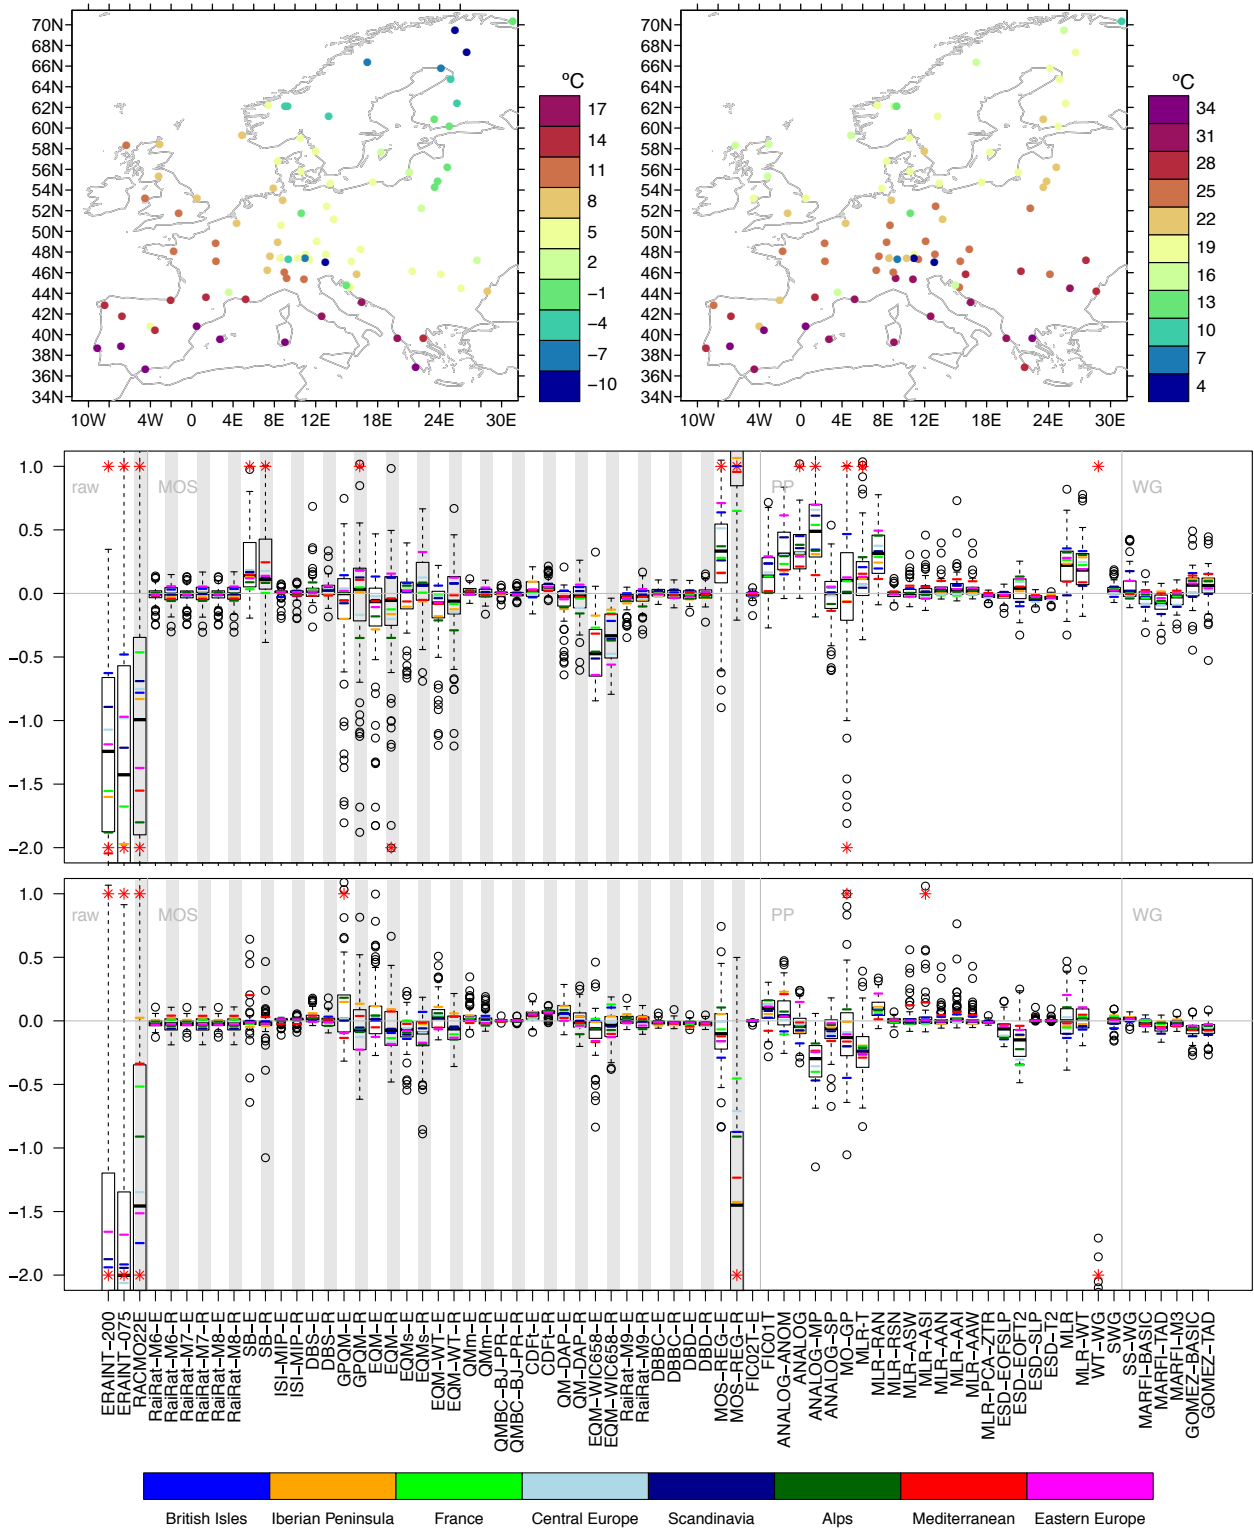 70N
68N
66N
64N
62N
60N
58N
56N
54N
52N
50N
48N
46N
44N
42N
40N
38N
36N
34N
10W 4W 0 4E 8E 12E 18E 24E 30E
ºC
17
14
11
8
5
2
−1
−4
−7
−10
70N
68N
66N
64N
62N
60N
58N
56N
54N
52N
50N
48N
46N
44N
42N
40N
38N
36N
34N
10W 4W 0 4E 8E 12E 18E 24E 30E
ºC
34
31
28
25
22
19
16
13
10
7
4
raw MOS PP WG
1.0
0.5
0.0
−0.5
−1.0
−1.5
−2.0
raw MOS PP WG
1.0
0.5
0.0
−0.5
−1.0
−1.5
−2.0
ERAINT−200
ERAINT−075
RACMO22E
RaiRat−M6−E
RaiRat−M6−R
RaiRat−M7−E
RaiRat−M7−R
RaiRat−M8−E
RaiRat−M8−R
SB−E
SB−R
ISI−MIP−E
ISI−MIP−R
DBS−E
DBS−R
GPQM−E
GPQM−R
EQM−E
EQM−R
EQMs−E
EQMs−R
EQM−WT−E
EQM−WT−R
QMm−E
QMm−R
QMBC−BJ−PR−E
QMBC−BJ−PR−R
CDFt−E
CDFt−R
QM−DAP−E
QM−DAP−R
EQM−WIC658−E
EQM−WIC658−R
RaiRat−M9−E
RaiRat−M9−R
DBBC−E
DBBC−R
DBD−E
DBD−R
MOS−REG−E
MOS−REG−R
FIC02T−E
FIC01T
ANALOG−ANOM
ANALOG
ANALOG−MP
ANALOG−SP
MO−GP
MLR−T
MLR−RAN
MLR−RSN
MLR−ASW
MLR−ASI
MLR−AAN
MLR−AAI
MLR−AAW
MLR−PCA−ZTR
ESD−EOFSLP
ESD−EOFT2
ESD−SLP
ESD−T2
MLR
MLR−WT
WT−WG
SWG
SS−WG
MARFI−BASIC
MARFI−TAD
MARFI−M3
GOMEZ−BASIC
GOMEZ−TAD
British Isles Iberian Peninsula France Central Europe Scandinavia Alps Mediterranean Eastern Europe